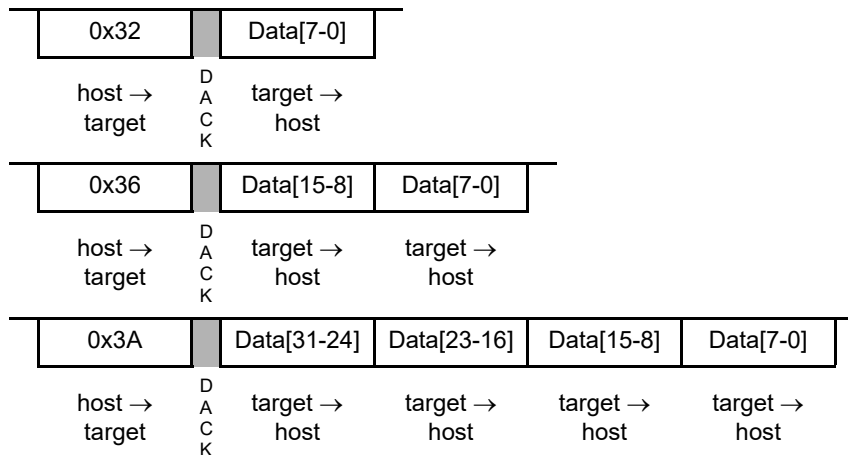 0x32 Data[7-0]
host → D A C K target →
target host
0x36 Data[15-8] Data[7-0]
host → D A C K target → target →
target host host
0x3A Data[31-24] Data[23-16] Data[15-8] Data[7-0]
host → D A C K target → target → target → target →
target host host host host